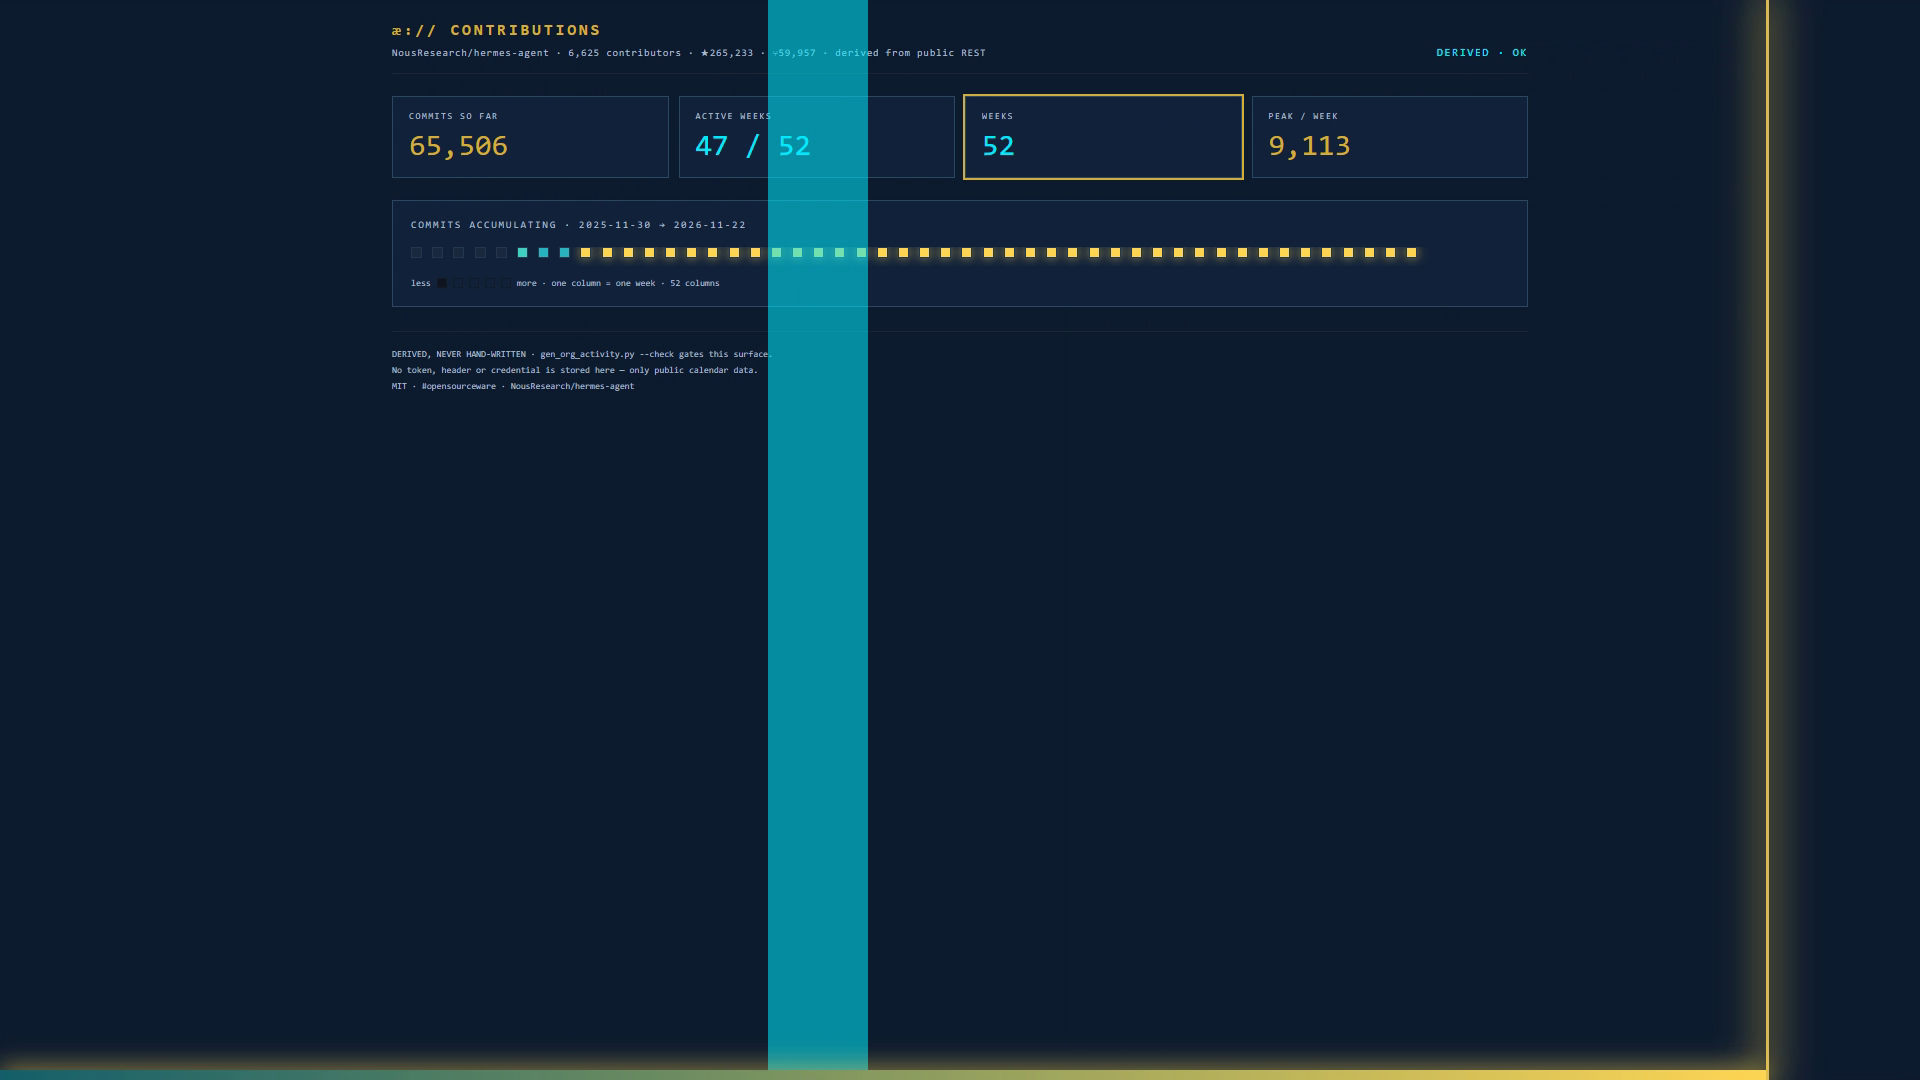 æ:// CONTRIBUTIONS
NousResearch/hermes-agent · 6,625 contributors · ★265,233 · 59,957 · derived from public REST
DERIVED · OK
COMMITS SO FAR
65,506
ACTIVE WEEKS
47 / 52
WEEKS
52
PEAK / WEEK
9,113
COMMITS ACCUMULATING · 2025-11-30 → 2026-11-22
less more · one column = one week · 52 columns
DERIVED, NEVER HAND-WRITTEN · gen_org_activity.py --check gates this surface.
No token, header or credential is stored here — only public calendar data.
MIT · #opensourceware · NousResearch/hermes-agent